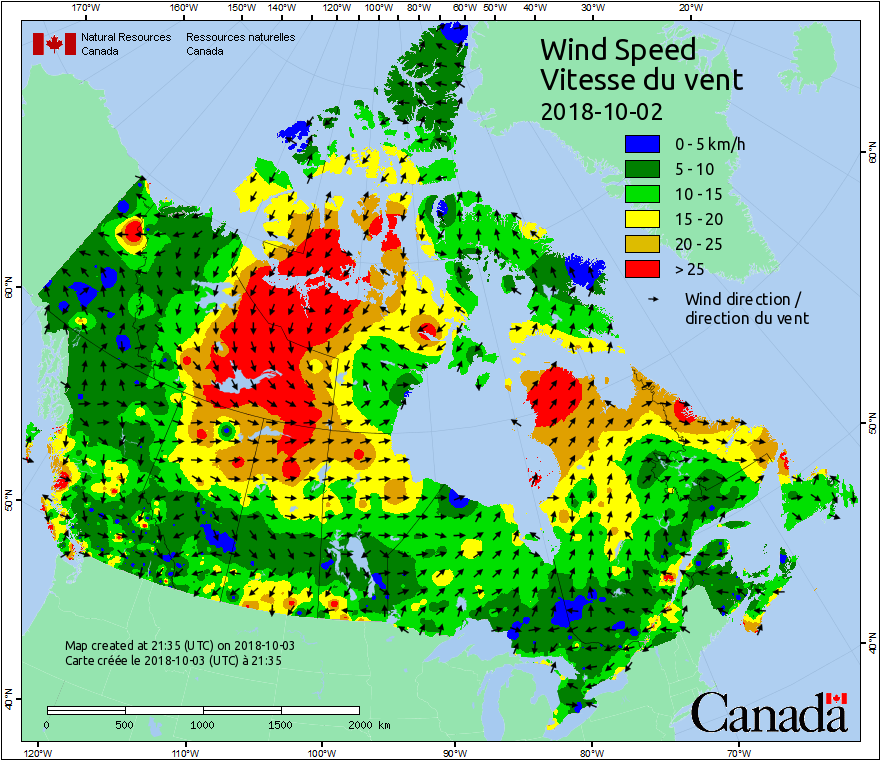 170°W 160°W 150°W 140°W 130°W 120°W 110°W 100°W 90°W 80°W 70°W 60°W 50°W 40°W 30°W 20°W
Natural Resources Ressources naturelles
Canada Canada
Wind Speed
Vitesse du vent
2018-10-02
0 - 5 km/h
5 - 10
10 - 15
15 - 20
20 - 25
> 25
Wind direction /
direction du vent
60°N
60°N
50°N
50°N
40°N
40°N
Map created at 21:35 (UTC) on 2018-10-03
Carte créée le 2018-10-03 (UTC) à 21:35
0 500 1000 1500 2000 km
Canada
120°W 110°W 100°W 90°W 80°W 70°W